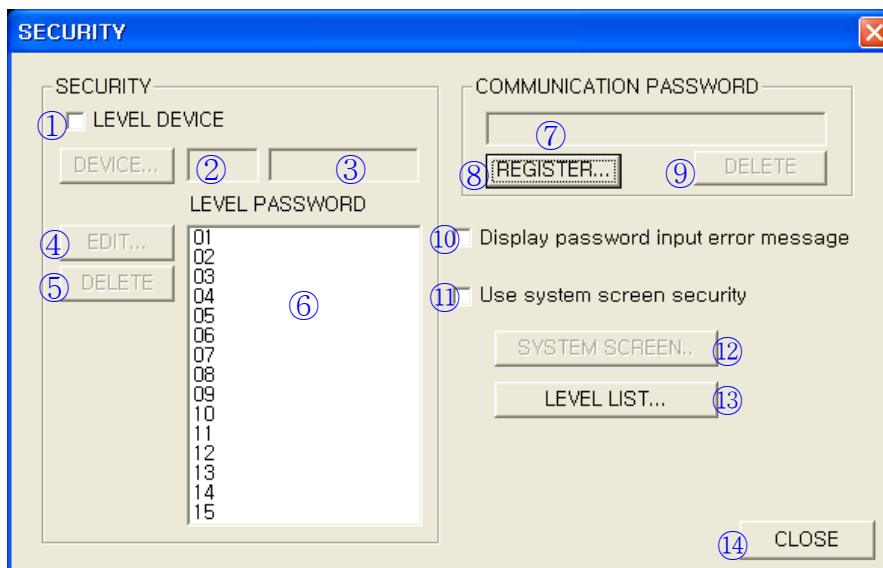 SECURITY
SECURITY
① LEVEL DEVICE
DEVICE... ② ③
LEVEL PASSWORD
④ EDIT...
⑤ DELETE
⑥
01
02
03
04
05
06
07
08
09
10
11
12
13
14
15
COMMUNICATION PASSWORD
⑦
⑧ REGISTER... ⑨ DELETE
⑩ Display password input error message
⑪ Use system screen security
SYSTEM SCREEN.. ⑫
LEVEL LIST... ⑬
⑭ CLOSE